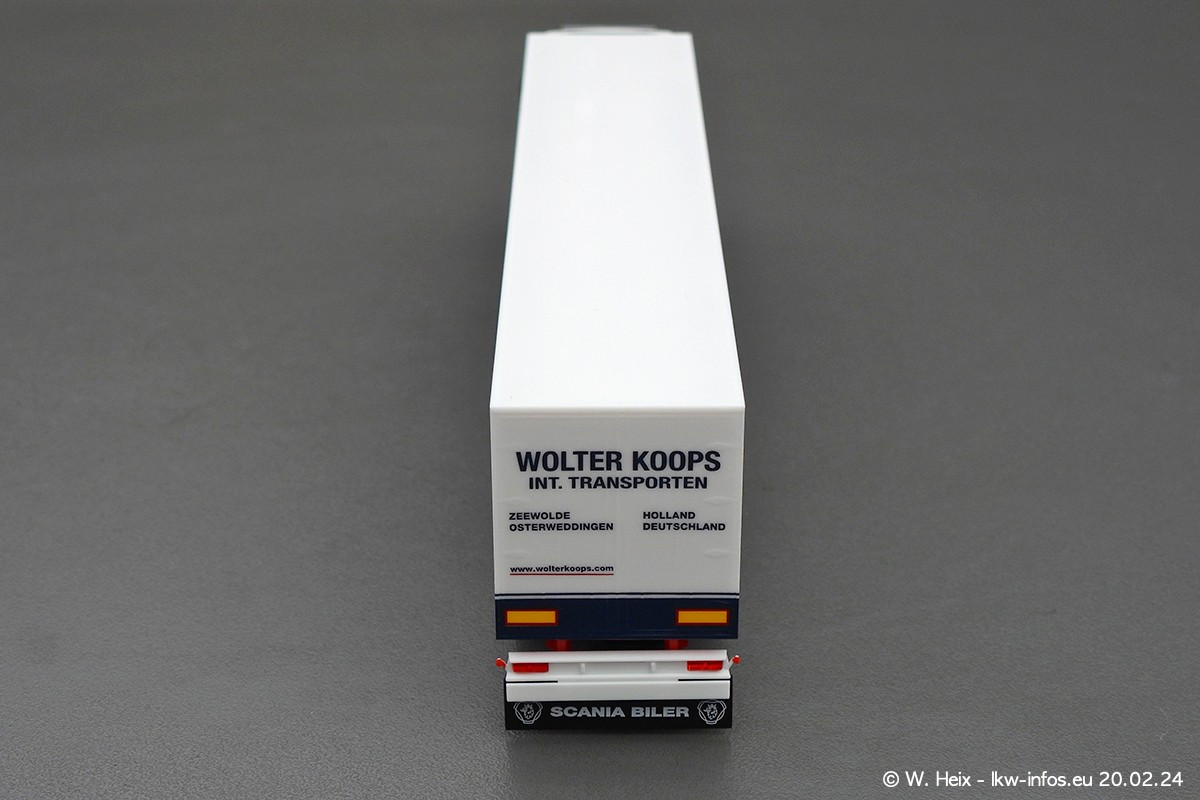 WOLTER KOOPS
INT. TRANSPORTEN
ZEEWOLDE HOLLAND
OSTERWEDDINGEN DEUTSCHLAND
www.wolterkoops.com
SCANIA BILER
© W. Heix - lkw-infos.eu 20.02.24